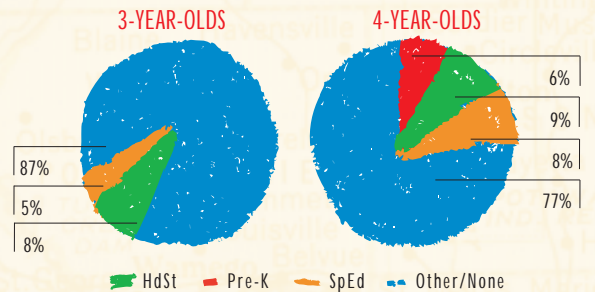 3-YEAR-OLDS
4-YEAR-OLDS
87%
5%
8%
6%
9%
8%
77%
HdSt Pre-K SpEd Other/None